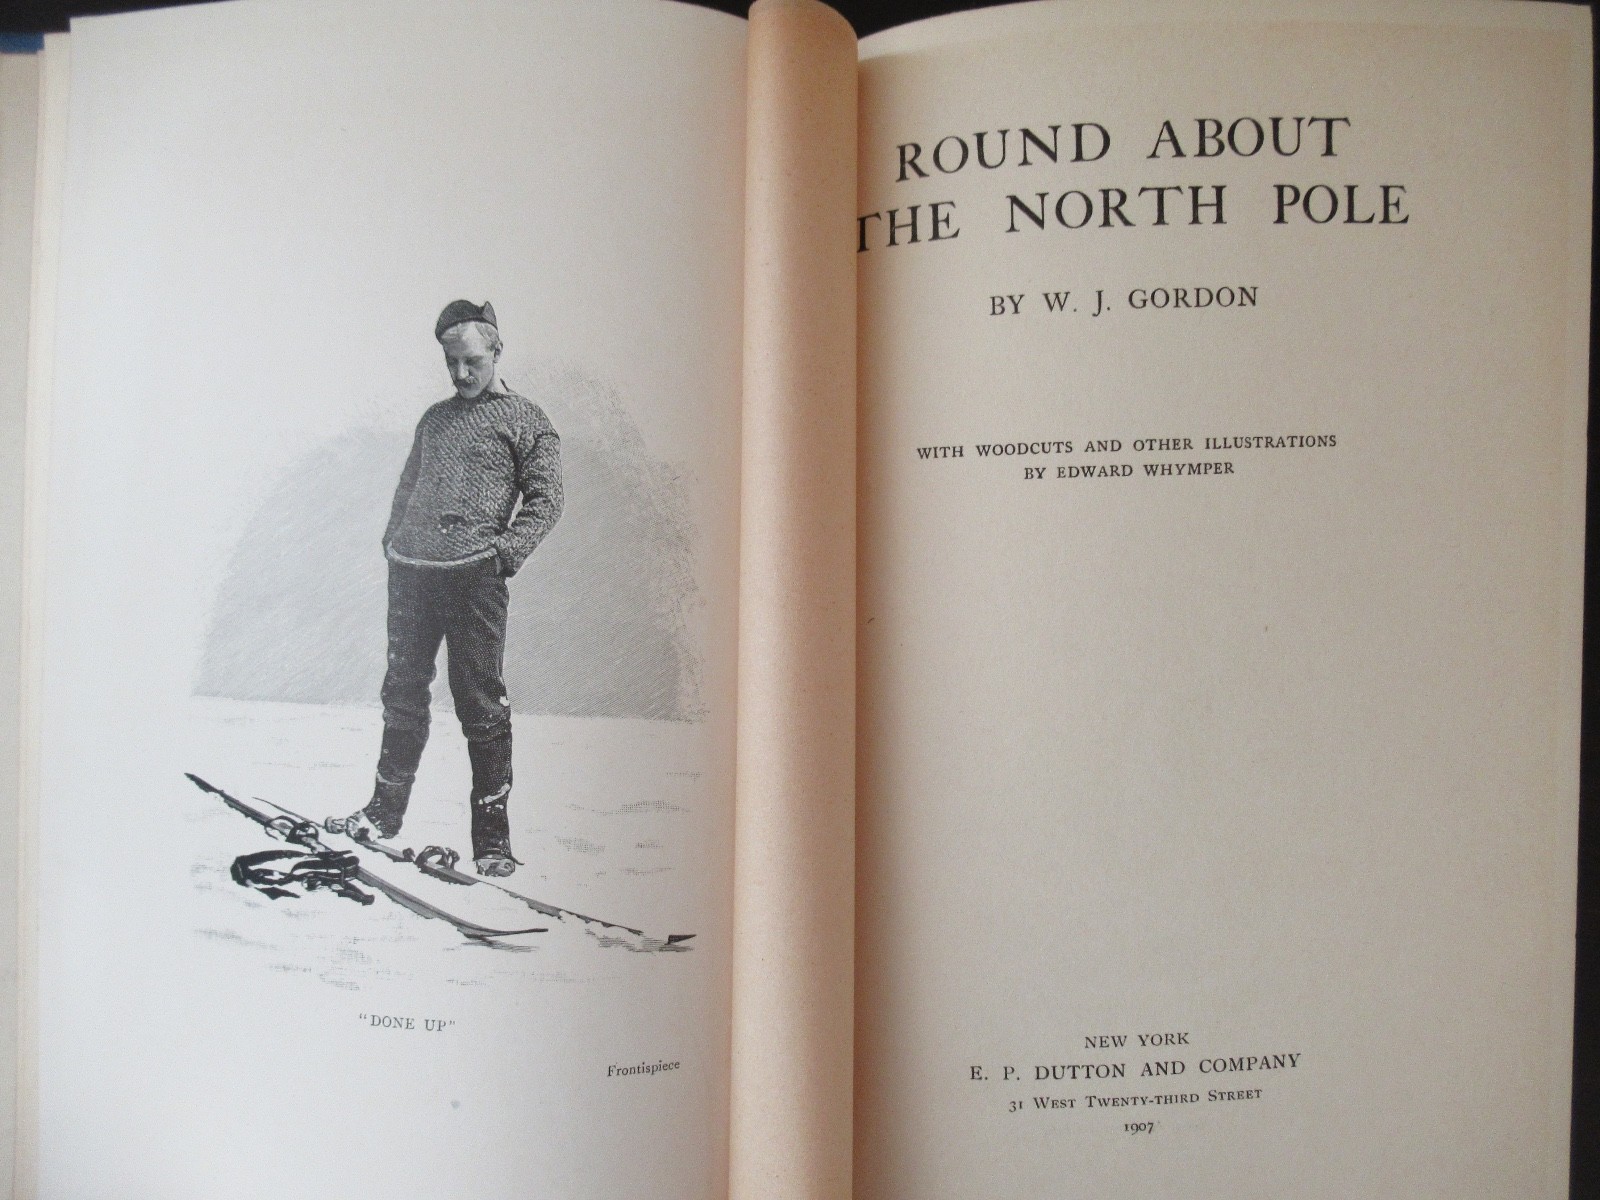 "DONE UP"
Frontispiece
ROUND ABOUT
THE NORTH POLE
BY W. J. GORDON
WITH WOODCUTS AND OTHER ILLUSTRATIONS
BY EDWARD WHYMPER
NEW YORK
E. P. DUTTON AND COMPANY
31 WEST TWENTY-THIRD STREET
1907